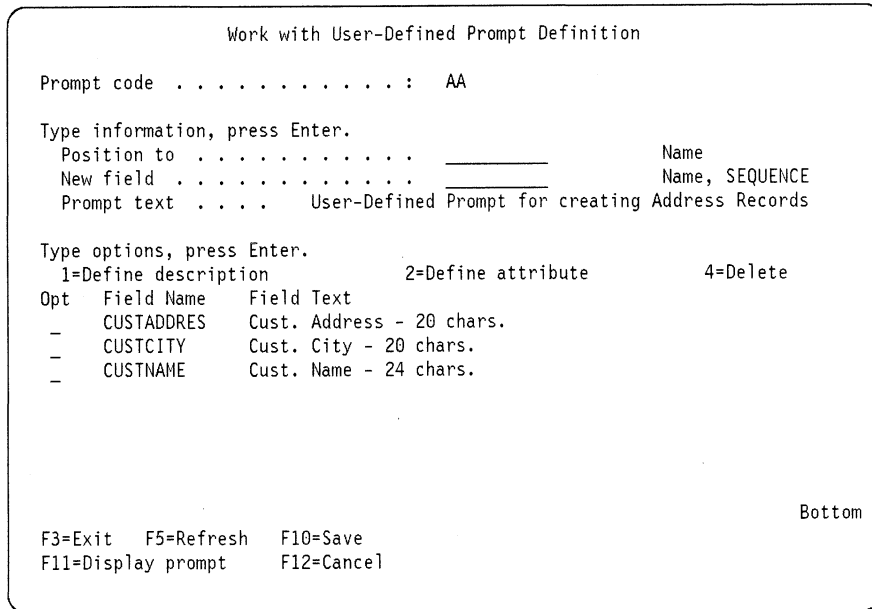 Work with User-Defined Prompt Definition
Prompt code . . . . . . . . . . . . : AA
Type information, press Enter.
Position to . . . . . . . . . . . __________ Name
New field . . . . . . . . . . . . __________ Name, SEQUENCE
Prompt text . . . . User-Defined Prompt for creating Address Records
Type options, press Enter.
1=Define description 2=Define attribute 4=Delete
Opt Field Name Field Text
_ CUSTADDRES Cust. Address - 20 chars.
_ CUSTCITY Cust. City - 20 chars.
_ CUSTNAME Cust. Name - 24 chars.
Bottom
F3=Exit F5=Refresh F10=Save
F11=Display prompt F12=Cancel